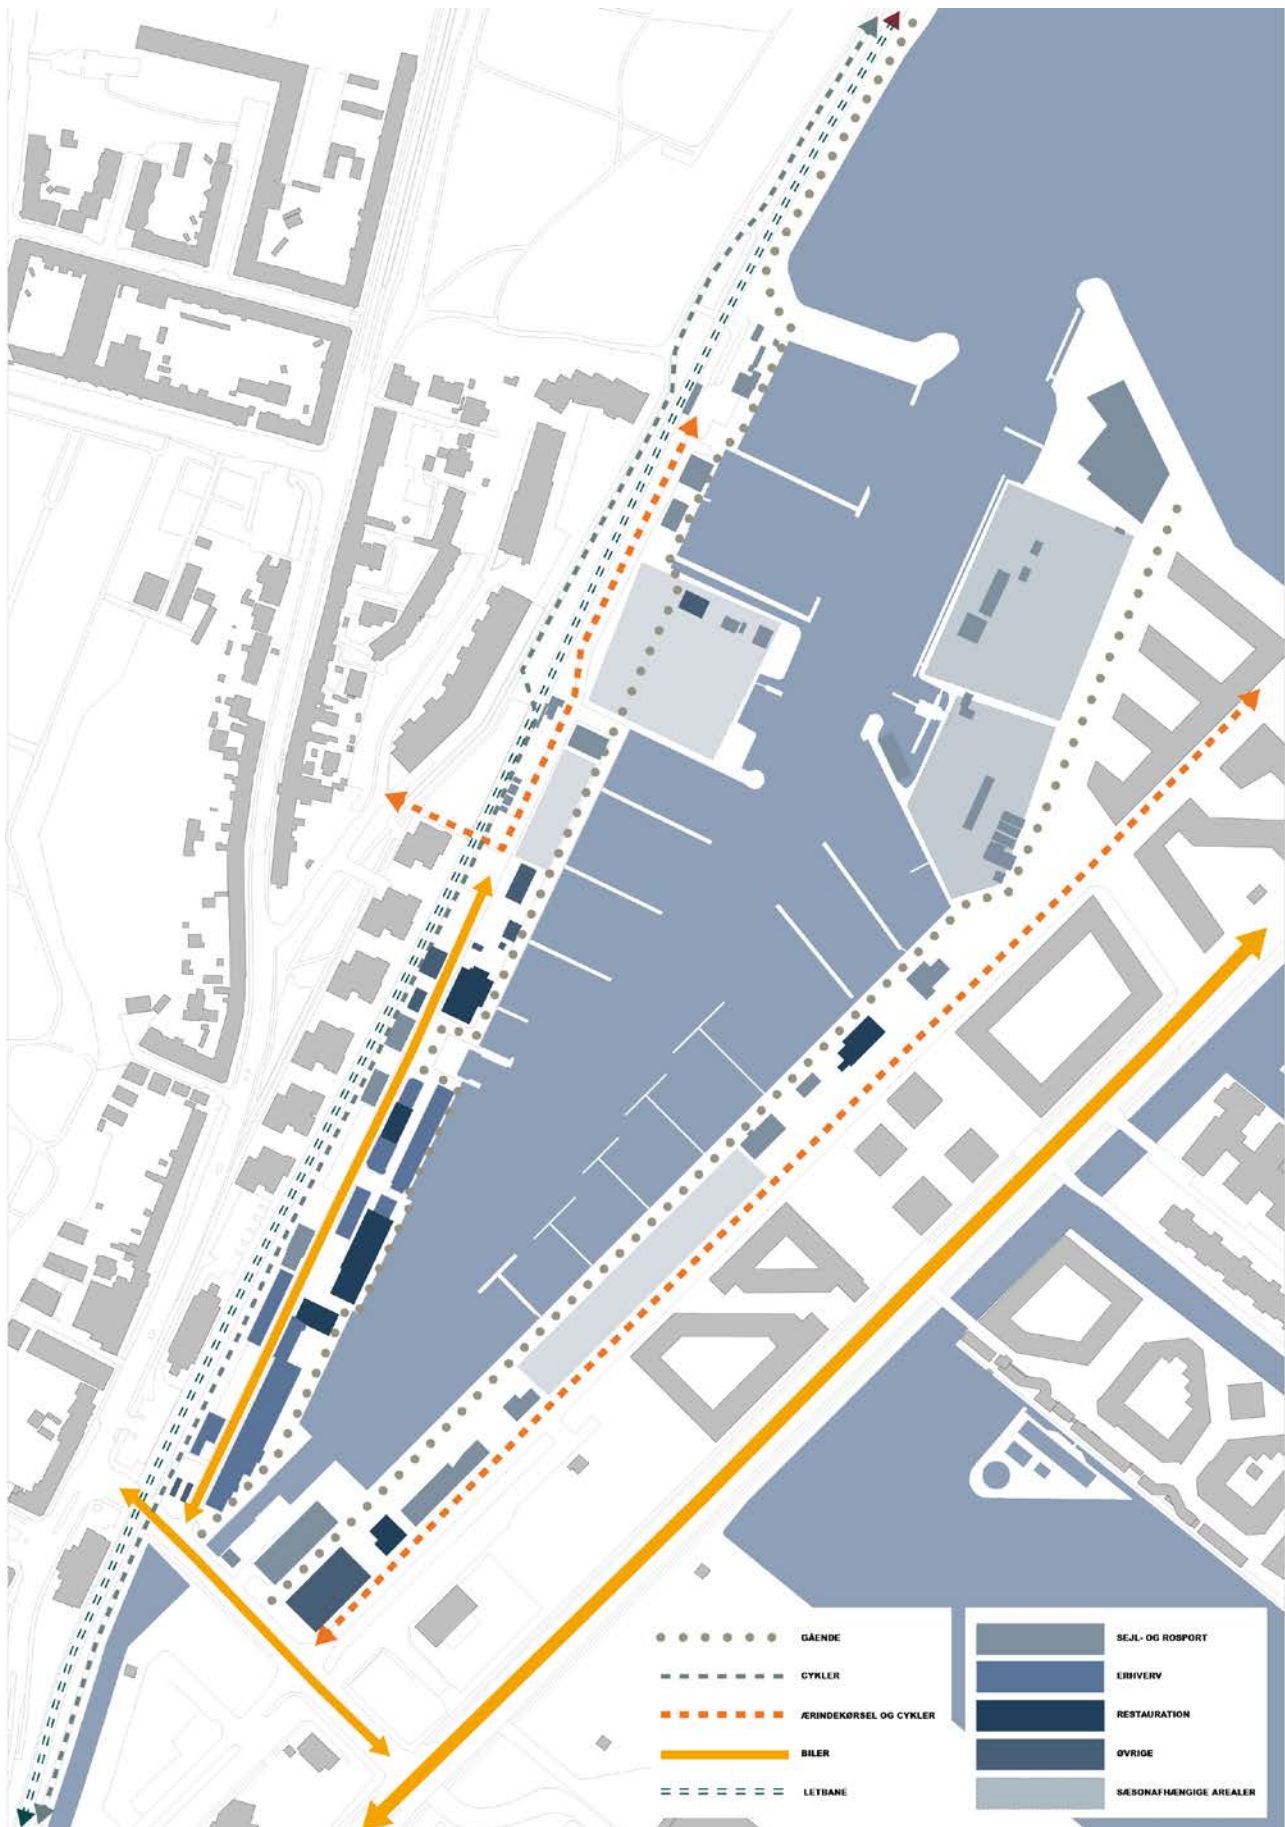 GÅENDE
CYKLER
ÆRINDEKØRSEL OG CYKLER
BILER
LETBANE
SEJL- OG ROSPORT
ERHVERV
RESTAURATION
ØVRIGE
SÆSONAFHÆNGIGE AREALER